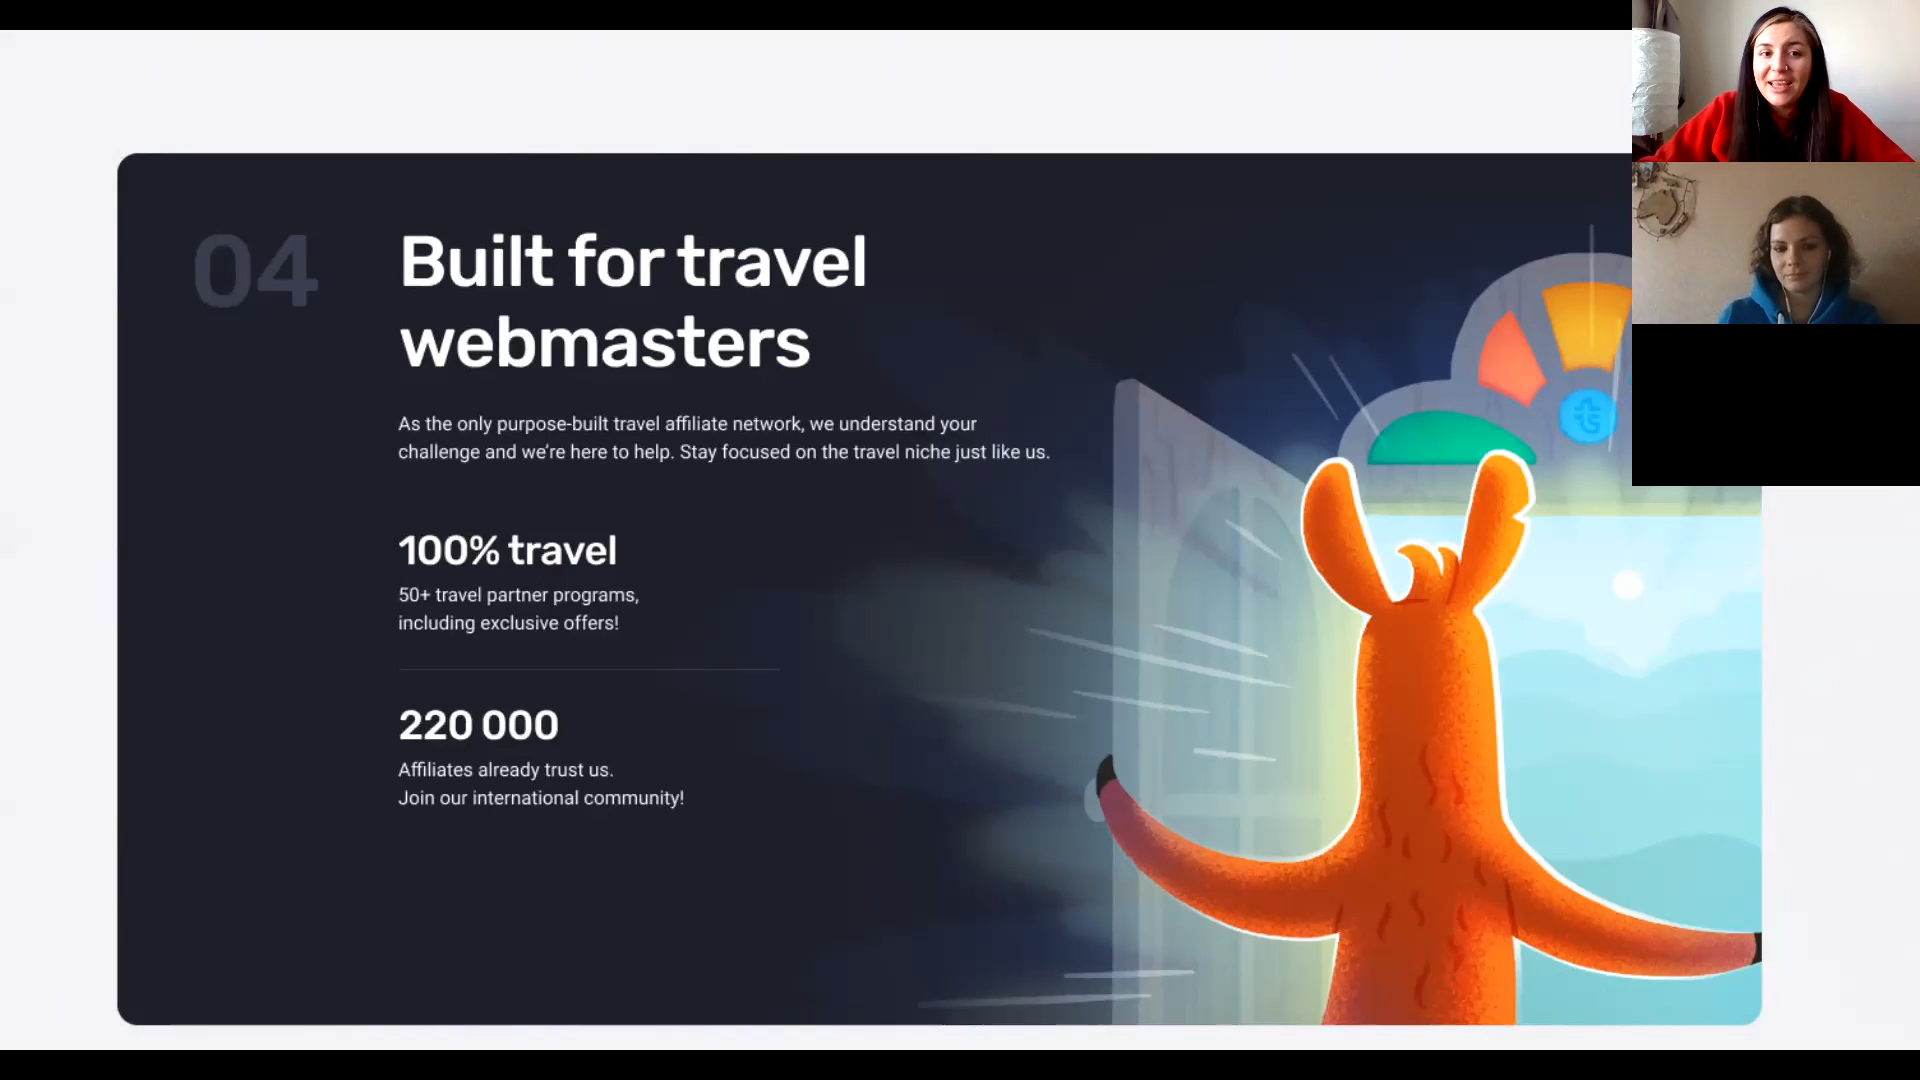 04
Built for travel
webmasters
As the only purpose-built travel affiliate network, we understand your
challenge and we’re here to help. Stay focused on the travel niche just like us.
100% travel
50+ travel partner programs,
including exclusive offers!
220 000
Affiliates already trust us.
Join our international community!